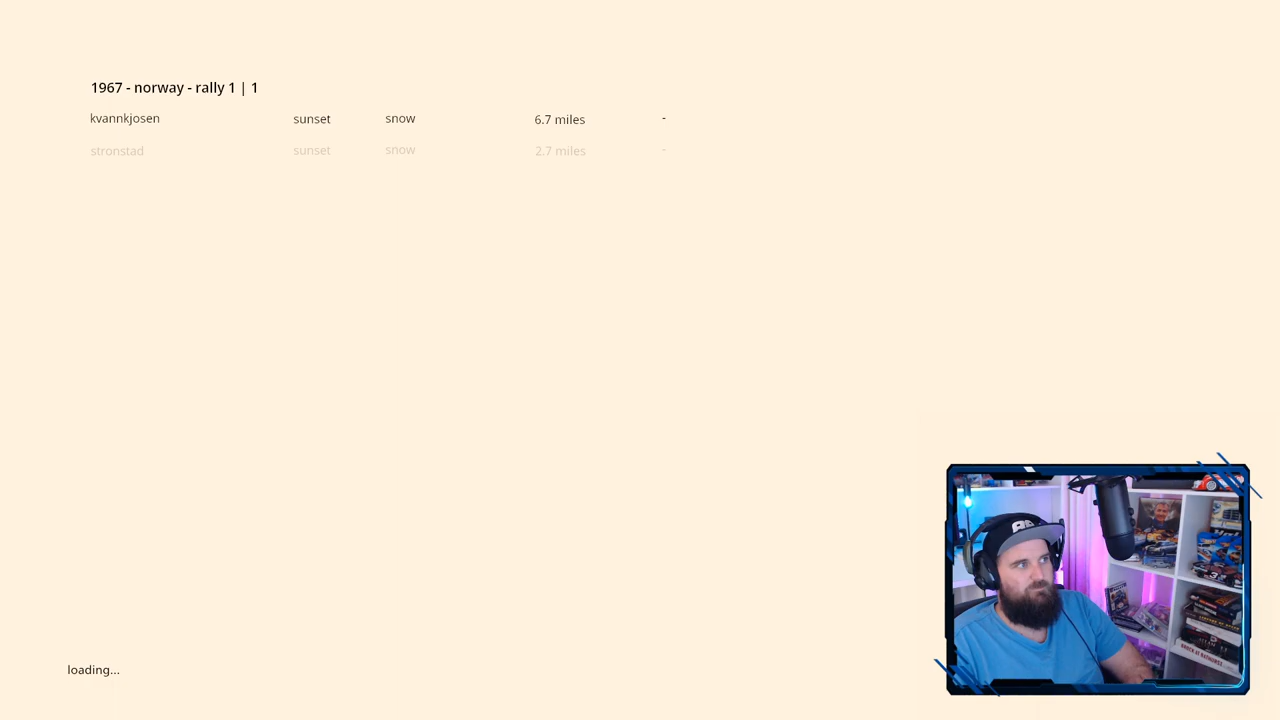 1967 - norway - rally 1 | 1
kvannkjosen sunset snow 6.7 miles -
stronstad sunset snow 2.7 miles -
loading...